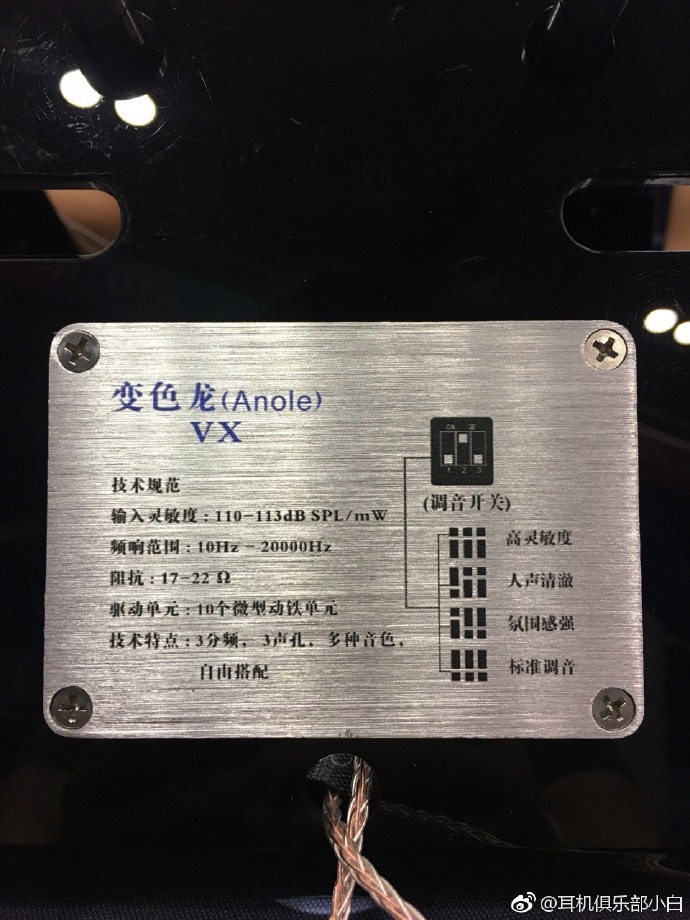 变色龙(Anole)
VX
技术规范
输入灵敏度：110-113dB SPL/mW
频响范围：10Hz-20000Hz
阻抗：17-22 Ω
驱动单元：10个微型动铁单元
技术特点：3分频，3声孔，多种音色，
自由搭配
ON
1 2 3
(调音开关)
高灵敏度
人声清澈
氛围感强
标准调音
@耳机俱乐部小白